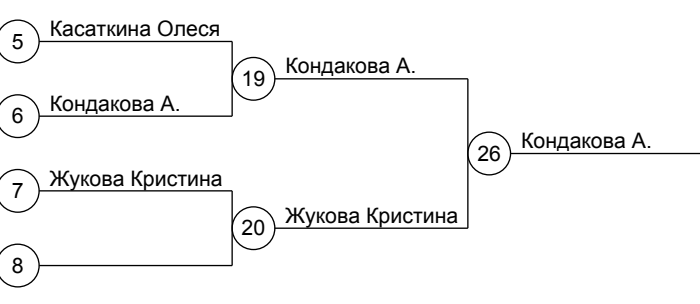 5 Касаткина Олеся
19 Кондакова А.
6 Кондакова А.
26 Кондакова А.
7 Жукова Кристина
20 Жукова Кристина
8